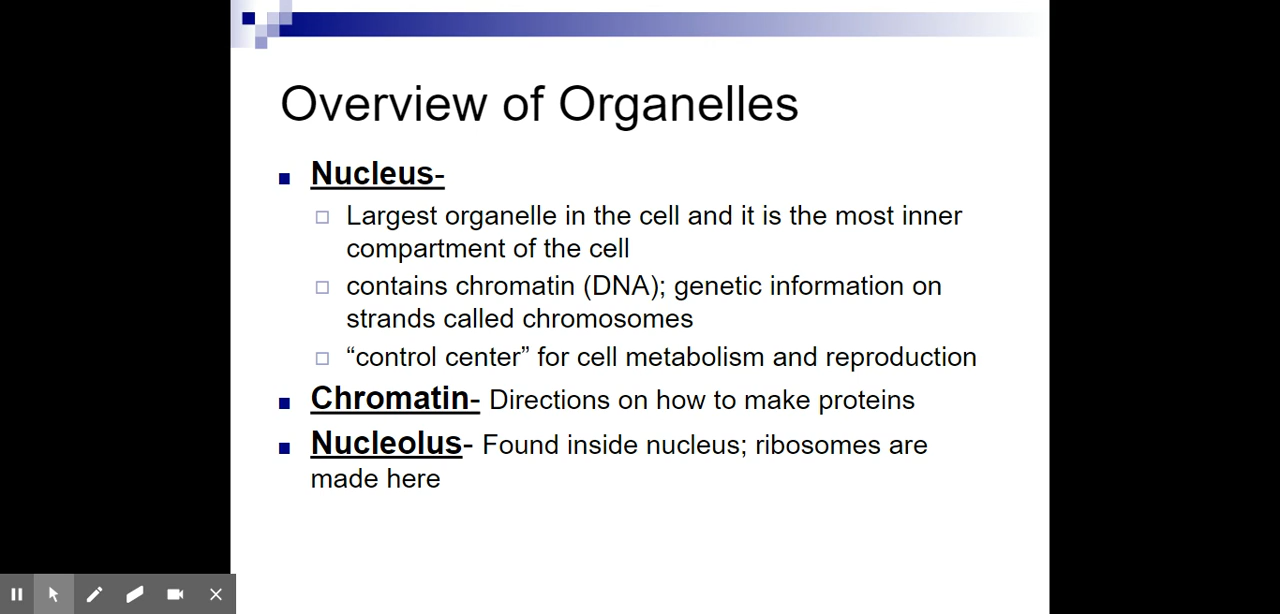 Overview of Organelles
Nucleus-
Largest organelle in the cell and it is the most inner
compartment of the cell
contains chromatin (DNA); genetic information on
strands called chromosomes
“control center” for cell metabolism and reproduction
Chromatin- Directions on how to make proteins
Nucleolus- Found inside nucleus; ribosomes are
made here